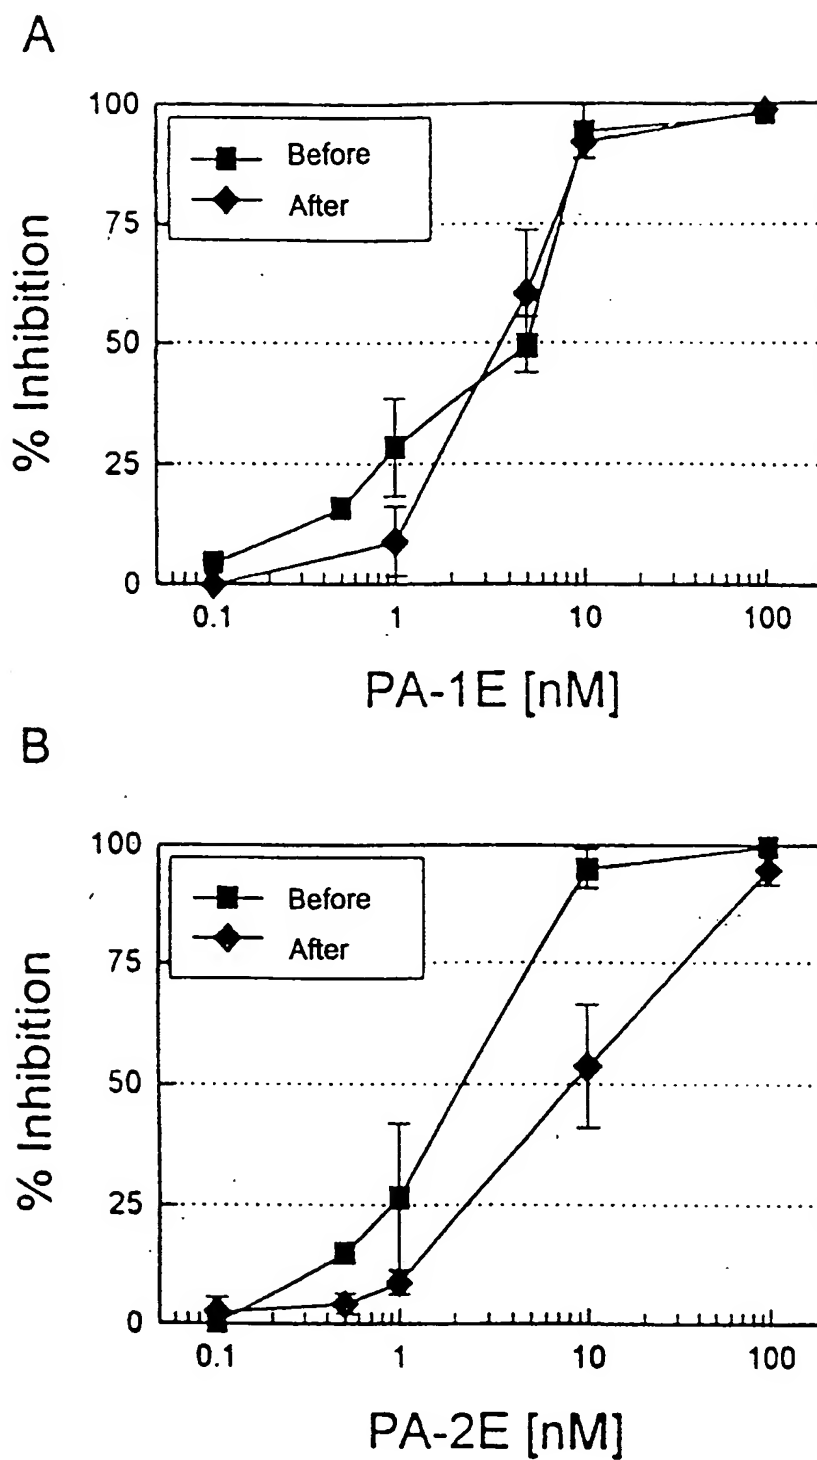 A
100
75
50
25
0
% Inhibition
Before
After
0.1 1 10 100
PA-1E [nM]
B
100
75
50
25
0
% Inhibition
Before
After
0.1 1 10 100
PA-2E [nM]